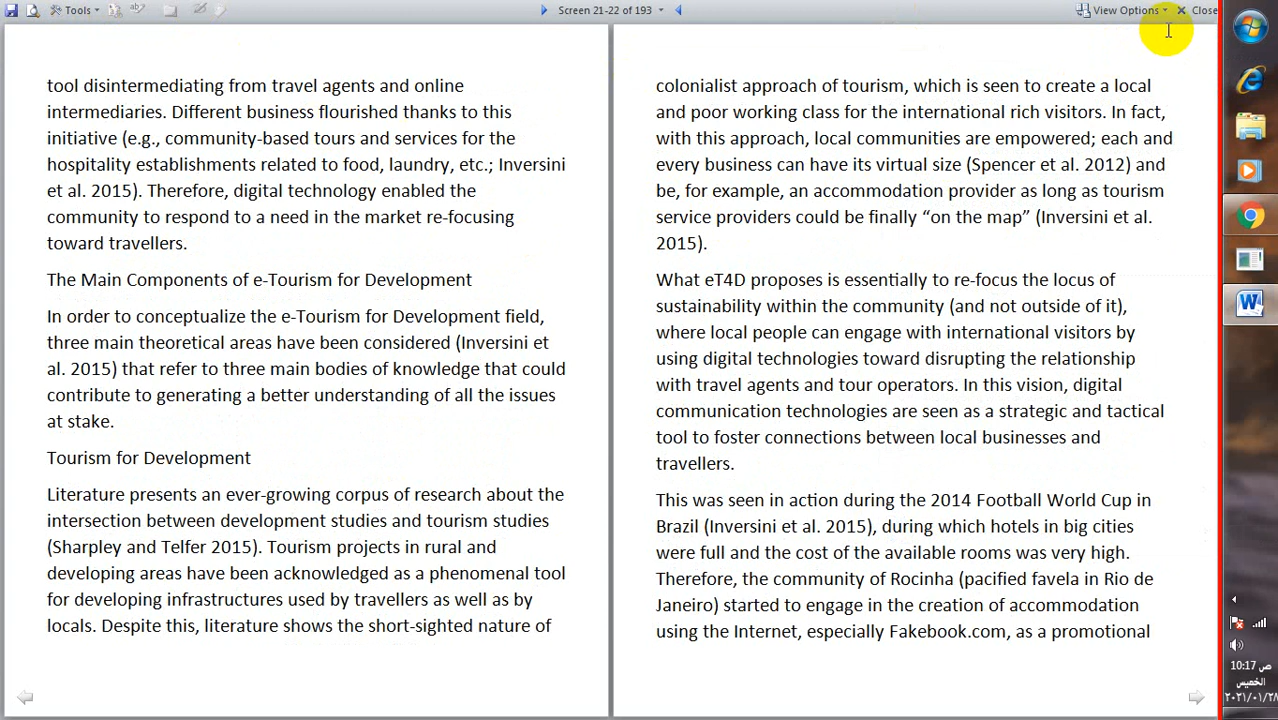 Tools
Screen 21-22 of 193
View Options
Close
colonialist approach of tourism, which is seen to create a local
and poor working class for the international rich visitors. In fact,
with this approach, local communities are empowered; each and
every business can have its virtual size (Spencer et al. 2012) and
be, for example, an accommodation provider as long as tourism
service providers could be finally “on the map” (Inversini et al.
2015).
What eT4D proposes is essentially to re-focus the locus of
sustainability within the community (and not outside of it),
where local people can engage with international visitors by
using digital technologies toward disrupting the relationship
with travel agents and tour operators. In this vision, digital
communication technologies are seen as a strategic and tactical
tool to foster connections between local businesses and
travellers.
This was seen in action during the 2014 Football World Cup in
Brazil (Inversini et al. 2015), during which hotels in big cities
were full and the cost of the available rooms was very high.
Therefore, the community of Rocinha (pacified favela in Rio de
Janeiro) started to engage in the creation of accommodation
using the Internet, especially Fakebook.com, as a promotional
tool disintermediating from travel agents and online
intermediaries. Different business flourished thanks to this
initiative (e.g., community-based tours and services for the
hospitality establishments related to food, laundry, etc.; Inversini
et al. 2015). Therefore, digital technology enabled the
community to respond to a need in the market re-focusing
toward travellers.
The Main Components of e-Tourism for Development
In order to conceptualize the e-Tourism for Development field,
three main theoretical areas have been considered (Inversini et
al. 2015) that refer to three main bodies of knowledge that could
contribute to generating a better understanding of all the issues
at stake.
Tourism for Development
Literature presents an ever-growing corpus of research about the
intersection between development studies and tourism studies
(Sharpley and Telfer 2015). Tourism projects in rural and
developing areas have been acknowledged as a phenomenal tool
for developing infrastructures used by travellers as well as by
locals. Despite this, literature shows the short-sighted nature of
10:17 ص
الخميس
٢٠٢١/٠١/٢٨